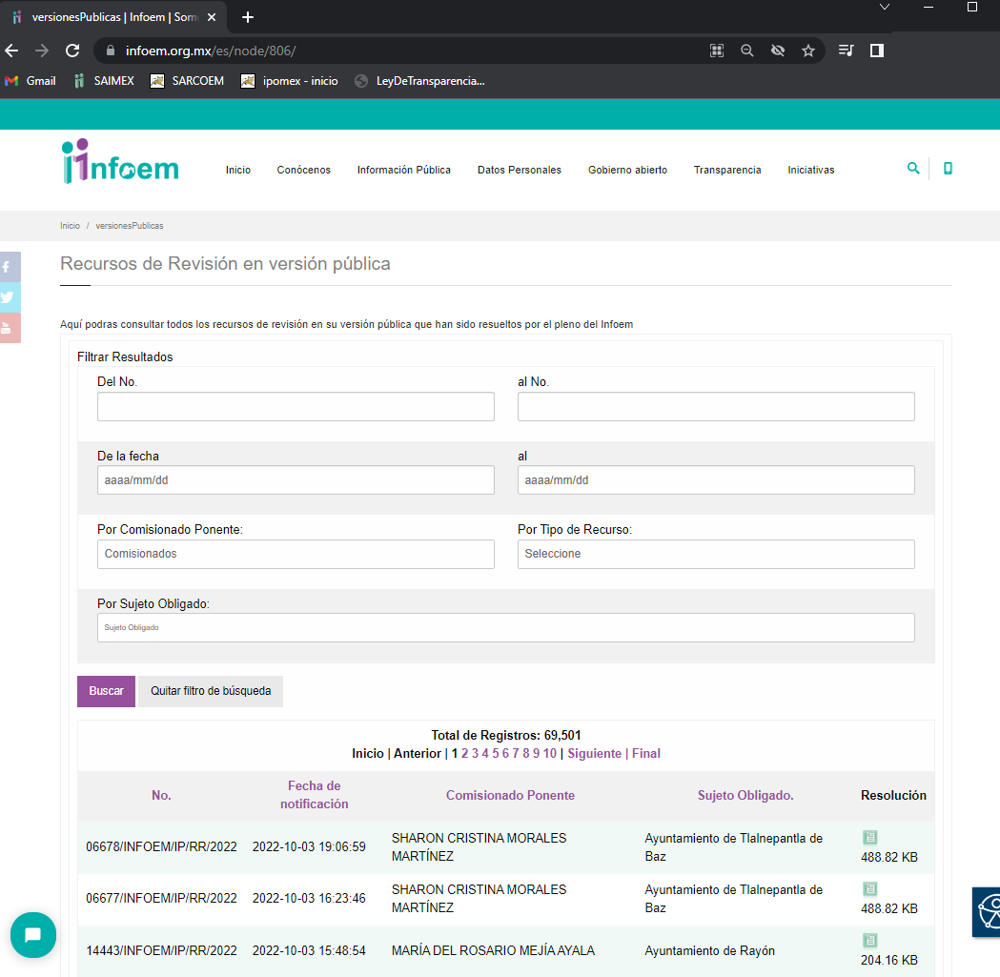 versionesPublicas | Infoem | Som
infoem.org.mx/es/node/806/
Gmail SAIMEX SARCOEM ipomex - inicio LeyDeTransparencia...
infoem
Inicio Conócenos Información Pública Datos Personales Gobierno abierto Transparencia Iniciativas
Inicio / versionesPublicas
Recursos de Revisión en versión pública
Aquí podras consultar todos los recursos de revisión en su versión pública que han sido resueltos por el pleno del Infoem
Filtrar Resultados
Del No. al No.
De la fecha al
aaaa/mm/dd aaaa/mm/dd
Por Comisionado Ponente: Por Tipo de Recurso:
Comisionados Seleccione
Por Sujeto Obligado:
Sujeto Obligado
Buscar Quitar filtro de búsqueda
Total de Registros: 69,501
Inicio | Anterior | 1 2 3 4 5 6 7 8 9 10 | Siguiente | Final
No. Fecha de notificación Comisionado Ponente Sujeto Obligado. Resolución
06678/INFOEM/IP/RR/2022 2022-10-03 19:06:59 SHARON CRISTINA MORALES MARTÍNEZ Ayuntamiento de Tlalnepantla de Baz 488.82 KB
06677/INFOEM/IP/RR/2022 2022-10-03 16:23:46 SHARON CRISTINA MORALES MARTÍNEZ Ayuntamiento de Tlalnepantla de Baz 488.82 KB
14443/INFOEM/IP/RR/2022 2022-10-03 15:48:54 MARÍA DEL ROSARIO MEJÍA AYALA Ayuntamiento de Rayón 204.16 KB